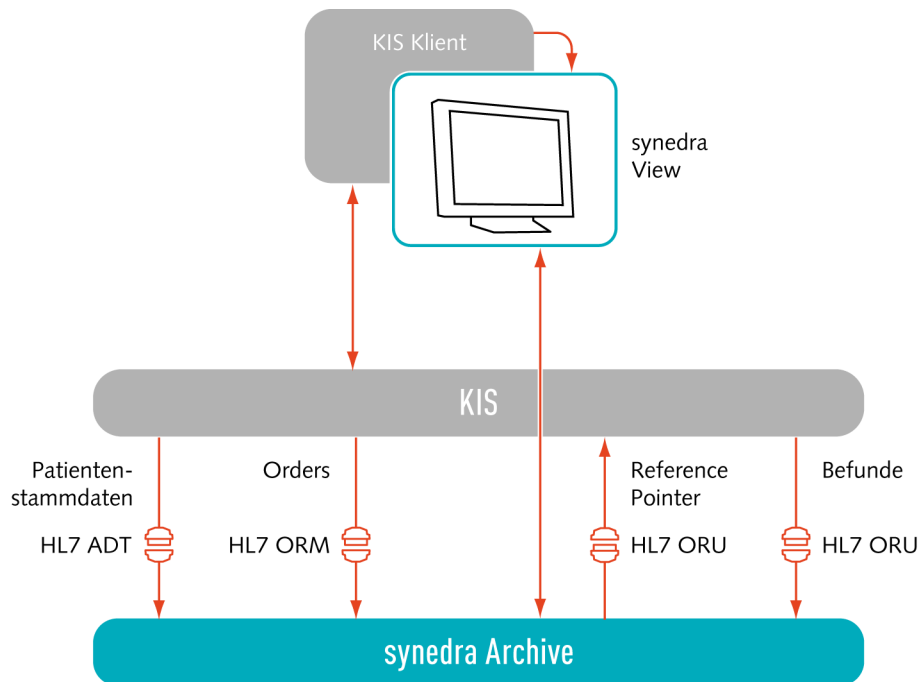 KIS Klient
synedra
View
KIS
Patienten-
stammdaten
HL7 ADT
Orders
HL7 ORM
Reference
Pointer
HL7 ORU
Befunde
HL7 ORU
synedra Archive